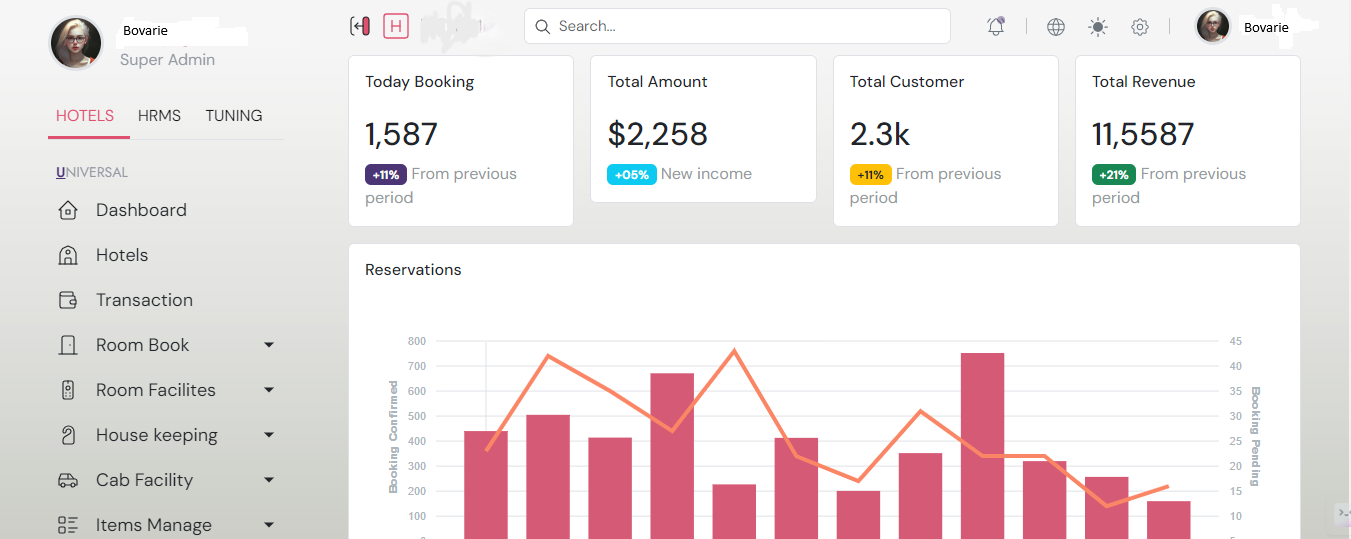 Bovarie
Super Admin
HOTELS HRMS TUNING
UNIVERSAL
Dashboard
Hotels
Transaction
Room Book
Room Facilites
House keeping
Cab Facility
Items Manage
H
Search...
Bovarie
Today Booking
1,587
+11% From previous
period
Total Amount
$2,258
+05% New income
Total Customer
2.3k
+11% From previous
period
Total Revenue
11,5587
+21% From previous
period
Reservations
Booking Confirmed
800
700
600
500
400
300
200
100
45
40
35
30
25
20
15
10
Booking Pending